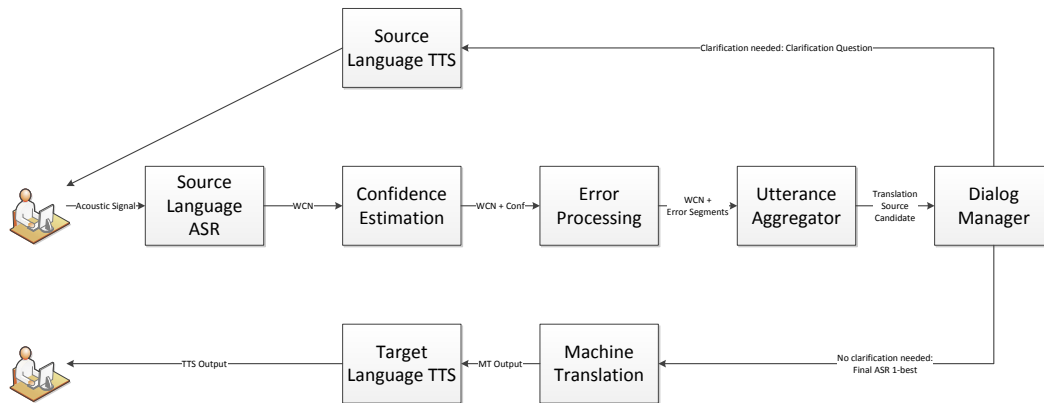 Source
Language TTS
Clarification needed: Clarification Question
Acoustic Signal
Source
Language
ASR
WCN
Confidence
Estimation
WCN + Conf
Error
Processing
WCN +
Error Segments
Utterance
Aggregator
Translation
Source
Candidate
Dialog
Manager
TTS Output
Target
Language TTS
MT Output
Machine
Translation
No clarification needed:
Final ASR 1-best